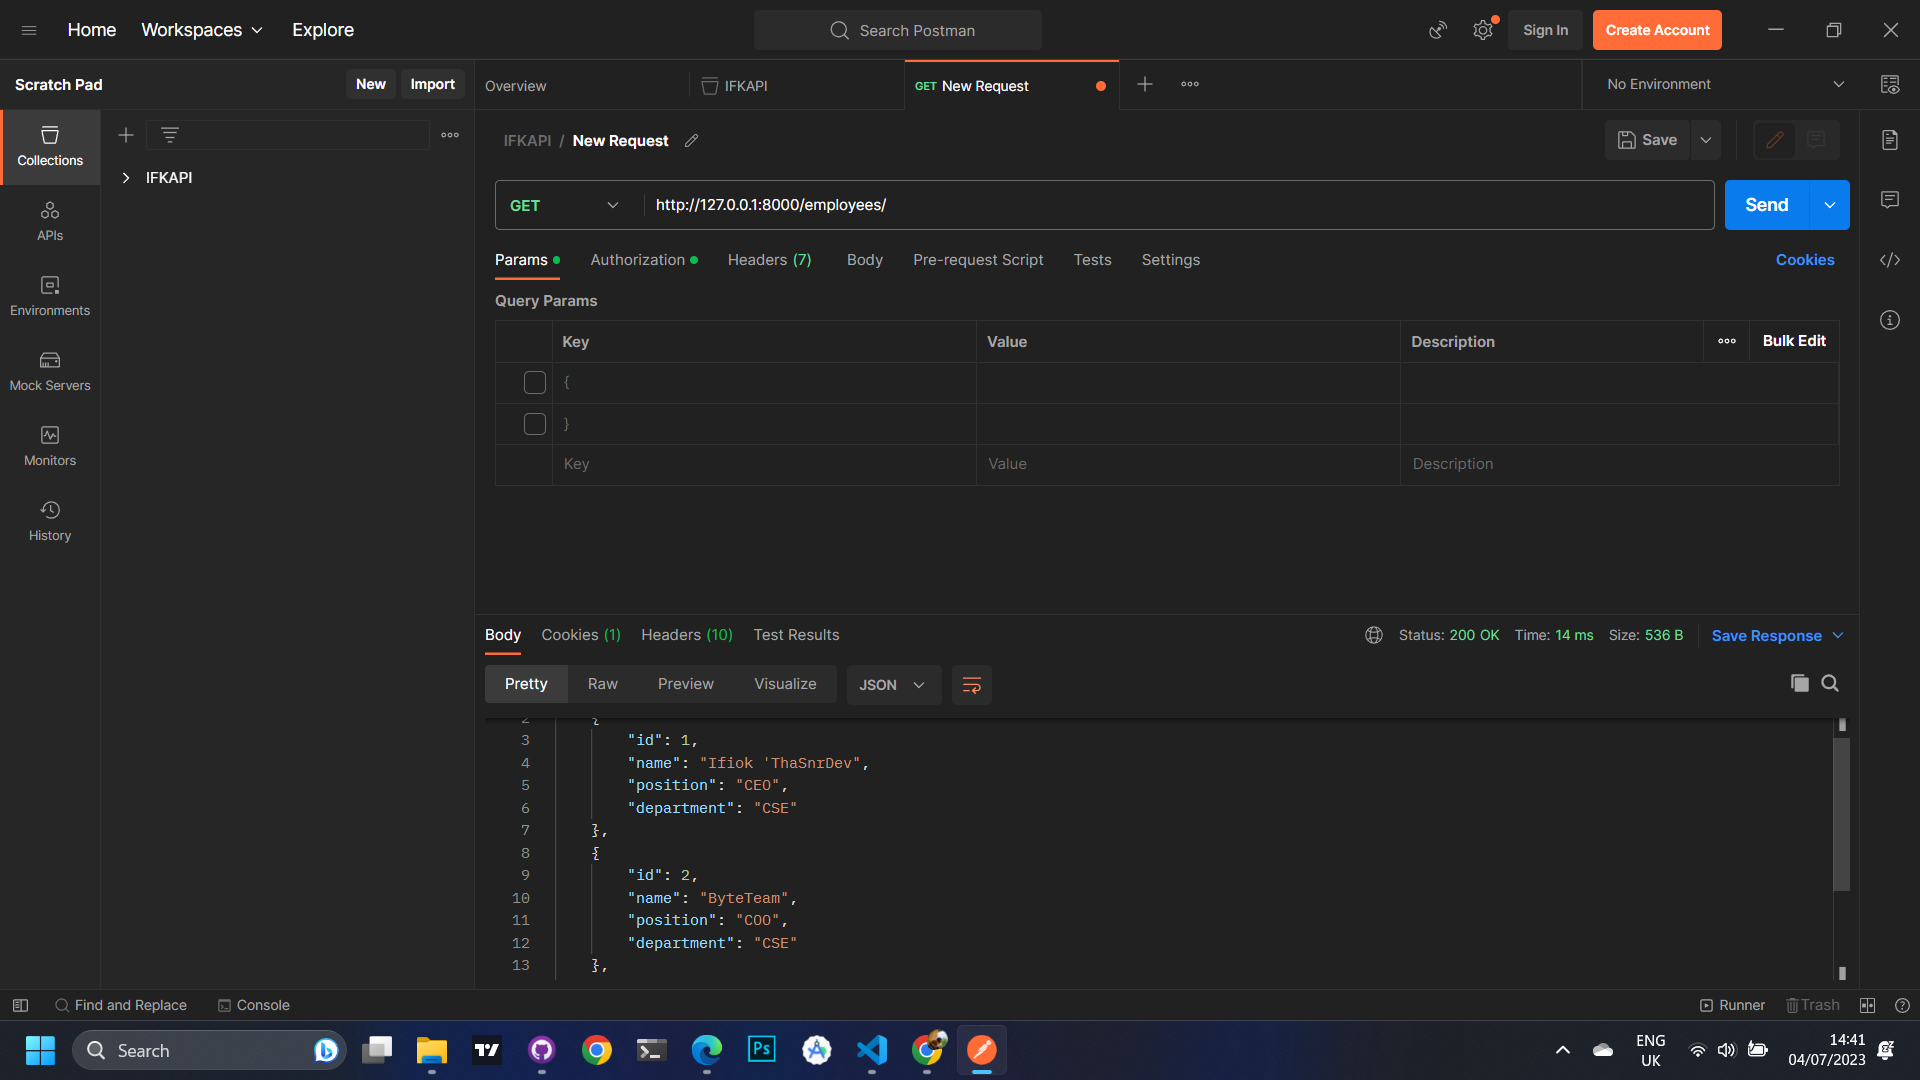 Home Workspaces Explore
Search Postman
Sign In
Create Account
Scratch Pad New Import
Overview
IFKAPI
GET New Request
No Environment
Collections
IFKAPI
APIs
Environments
Mock Servers
Monitors
History
IFKAPI / New Request
Save
GET http://127.0.0.1:8000/employees/
Send
Params Authorization Headers (7) Body Pre-request Script Tests Settings
Cookies
Query Params
Key Value Description Bulk Edit
{
}
Key Value Description
Body Cookies (1) Headers (10) Test Results
Status: 200 OK Time: 14 ms Size: 536 B Save Response
Pretty Raw Preview Visualize JSON
2 {
3 "id": 1,
4 "name": "Ifiok 'ThaSnrDev",
5 "position": "CEO",
6 "department": "CSE"
7 },
8 {
9 "id": 2,
10 "name": "ByteTeam",
11 "position": "COO",
12 "department": "CSE"
13 },
Find and Replace Console
Runner Trash
Search
Ps
ENG
UK
14:41
04/07/2023